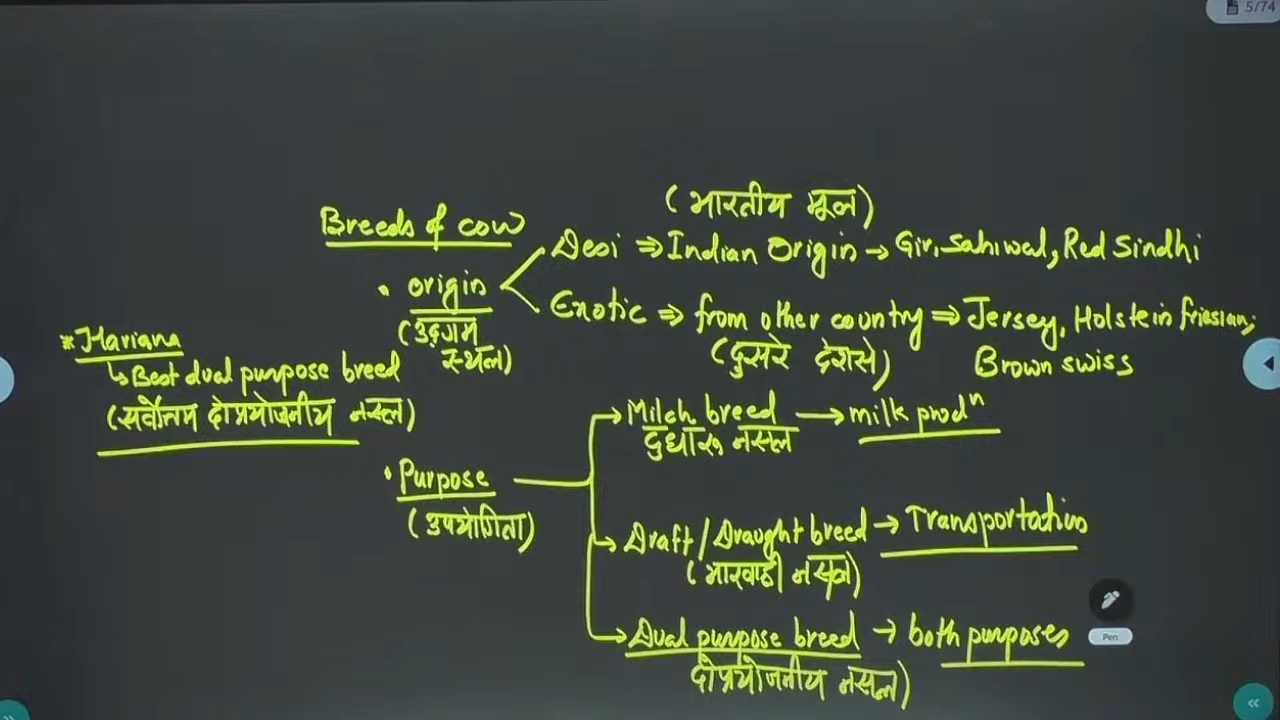 5/74
(भारतीय मूल)
Breeds of cow
Desi ⇒ Indian Origin → Gir, Sahiwal, Red Sindhi
• origin
(उद्गम स्थल)
Exotic ⇒ from other country ⇒ Jersey, Holstein friesian,
(दुसरे देशसे)
Brown swiss
* Hariana
↳ Best dual purpose breed
(सर्वोत्तम दोप्रयोजनीय नस्ल)
Milch breed → milk prodⁿ
दुधारु नस्ल
• Purpose
(उपयोगिता)
Draft / Draught breed → Transportation
(भारवाही नस्ल)
Dual purpose breed → both purposes
दोप्रयोजनीय नस्ल)
Pen